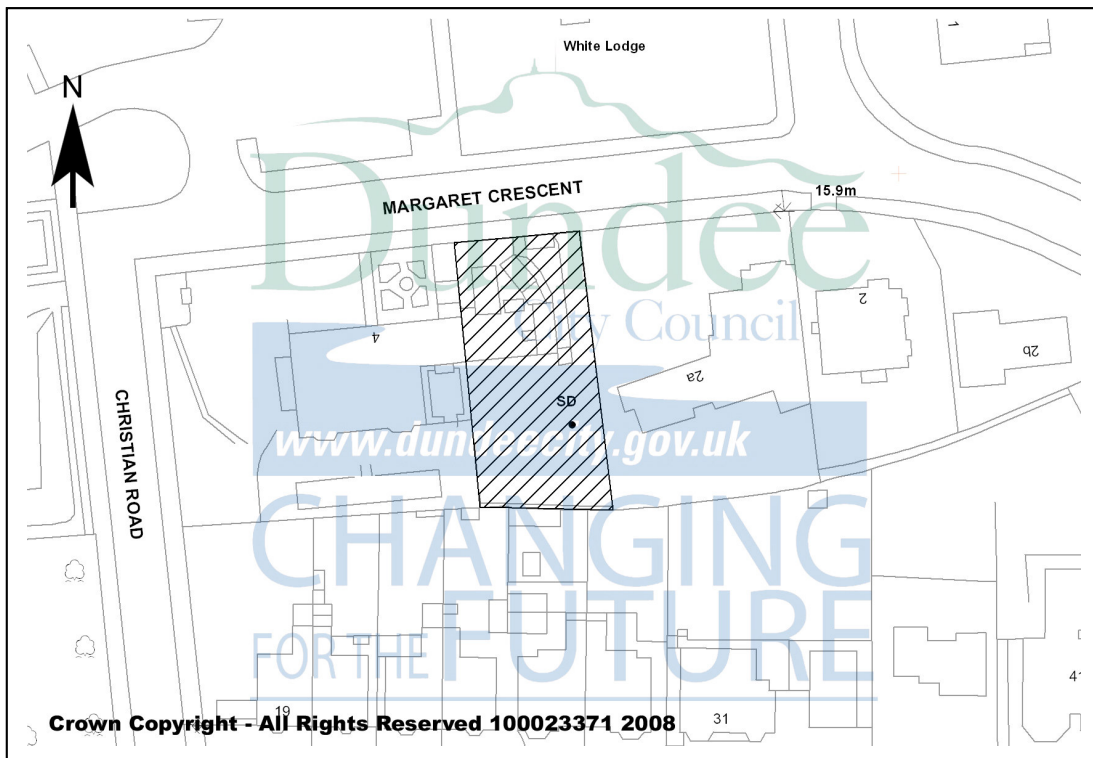 White Lodge
1
N
MARGARET CRESCENT
15.9m
Dundee
City Council
2
4
2a
2b
SD
CHRISTIAN ROAD
www.dundeecity.gov.uk
CHANGING
FOR THE FUTURE
41
19
31
Crown Copyright - All Rights Reserved 100023371 2008